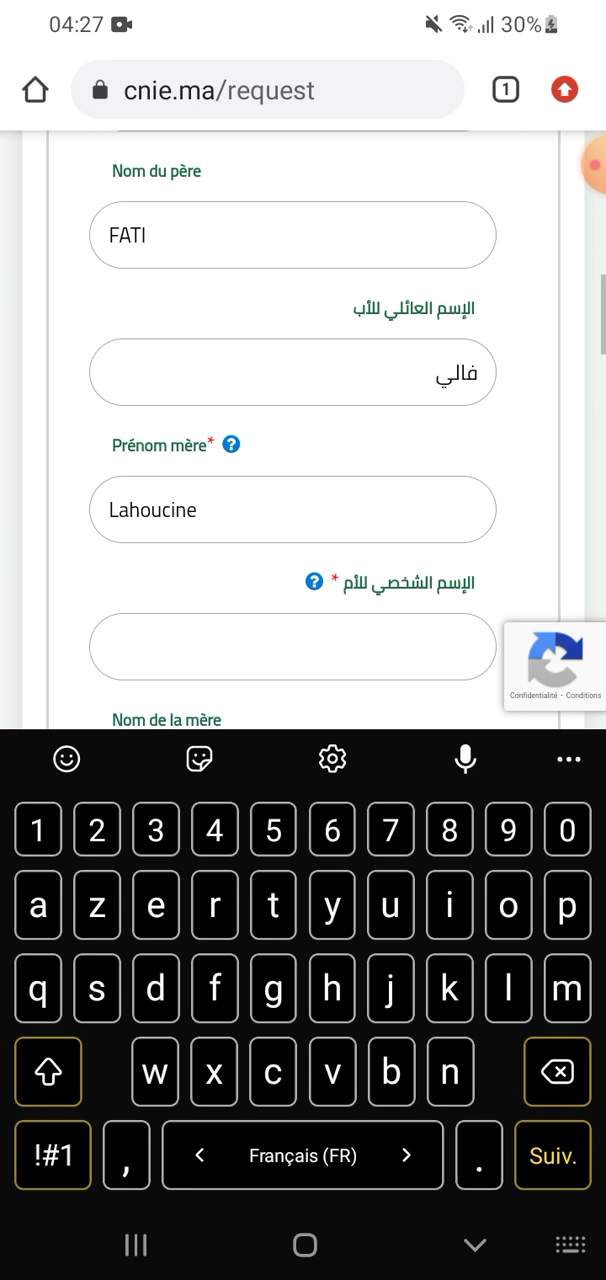 04:27
30%
cnie.ma/request
1
Nom du père
FATI
الإسم العائلي للأب
فالي
Prénom mère*
?
Lahoucine
الإسم الشخصي للأم *
?
Confidentialité - Conditions
Nom de la mère
1 2 3 4 5 6 7 8 9 0
a z e r t y u i o p
q s d f g h j k l m
w x c v b n
!#1 , < Français (FR) > . Suiv.